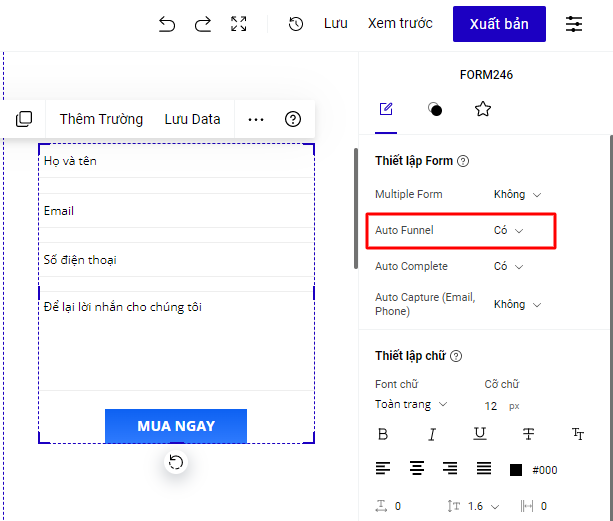 Lưu
Xem trước
Xuất bản
FORM246
Thêm Trường
Lưu Data
Họ và tên
Email
Số điện thoại
Để lại lời nhắn cho chúng tôi
MUA NGAY
Thiết lập Form
Multiple Form Không
Auto Funnel Có
Auto Complete Có
Auto Capture (Email,
Phone) Không
Thiết lập chữ
Font chữ Cỡ chữ
Toàn trang 12 px
B I U T TT
#000
0 1.6 0